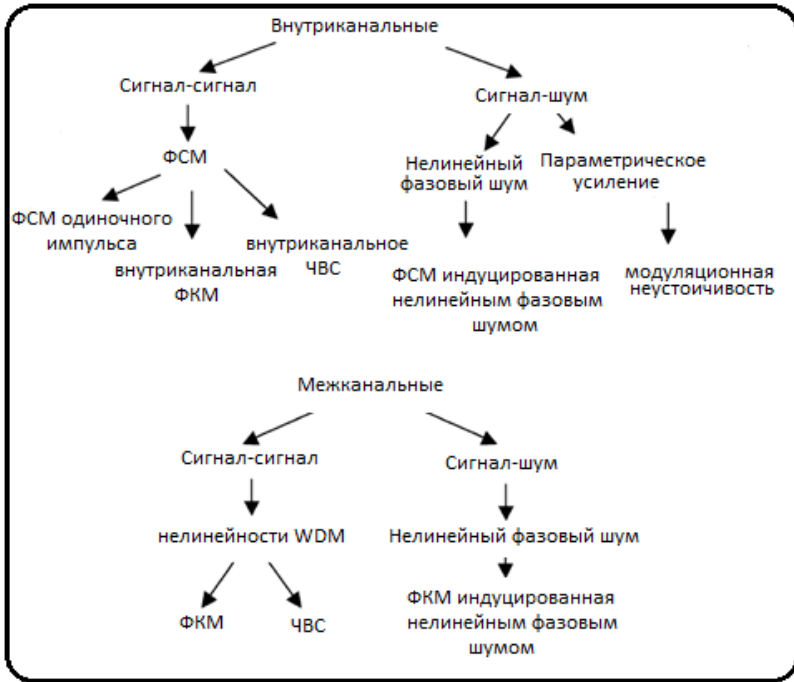 Внутриканальные
Сигнал-сигнал
Сигнал-шум
ФСМ
Нелинейный
фазовый шум
Параметрическое
усиление
ФСМ одиночного
импульса
внутриканальная
ФКМ
внутриканальное
ЧВС
ФСМ индуцированная
нелинейным фазовым
шумом
модуляционная
неустоичивость
Межканальные
Сигнал-сигнал
Сигнал-шум
нелинейности WDM
Нелинейный фазовый шум
ФКМ
ЧВС
ФКМ индуцированная
нелинейным фазовым
шумом